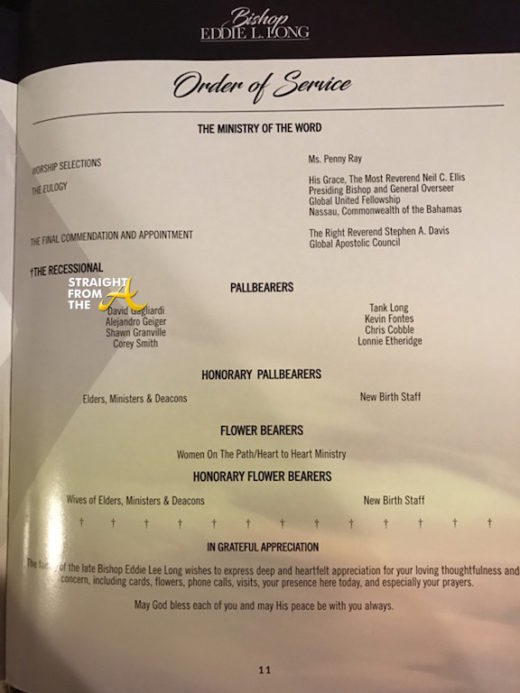 Bishop
EDDIE L. LONG
Order of Service
THE MINISTRY OF THE WORD
WORSHIP SELECTIONS
Ms. Penny Ray
THE EULOGY
His Grace, The Most Reverend Neil C. Ellis
Presiding Bishop and General Overseer
Global United Fellowship
Nassau, Commonwealth of the Bahamas
THE FINAL COMMENDATION AND APPOINTMENT
The Right Reverend Stephen A. Davis
Global Apostolic Council
†THE RECESSIONAL
STRAIGHT
FROM
THE A
PALLBEARERS
David Gagliardi
Alejandro Geiger
Shawn Granville
Corey Smith
Tank Long
Kevin Fontes
Chris Cobble
Lonnie Etheridge
HONORARY PALLBEARERS
Elders, Ministers & Deacons
New Birth Staff
FLOWER BEARERS
Women On The Path/Heart to Heart Ministry
HONORARY FLOWER BEARERS
Wives of Elders, Ministers & Deacons
New Birth Staff
† † † † † † † † † † † † †
IN GRATEFUL APPRECIATION
The family of the late Bishop Eddie Lee Long wishes to express deep and heartfelt appreciation for your loving thoughtfulness and
concern, including cards, flowers, phone calls, visits, your presence here today, and especially your prayers.
May God bless each of you and may His peace be with you always.
11